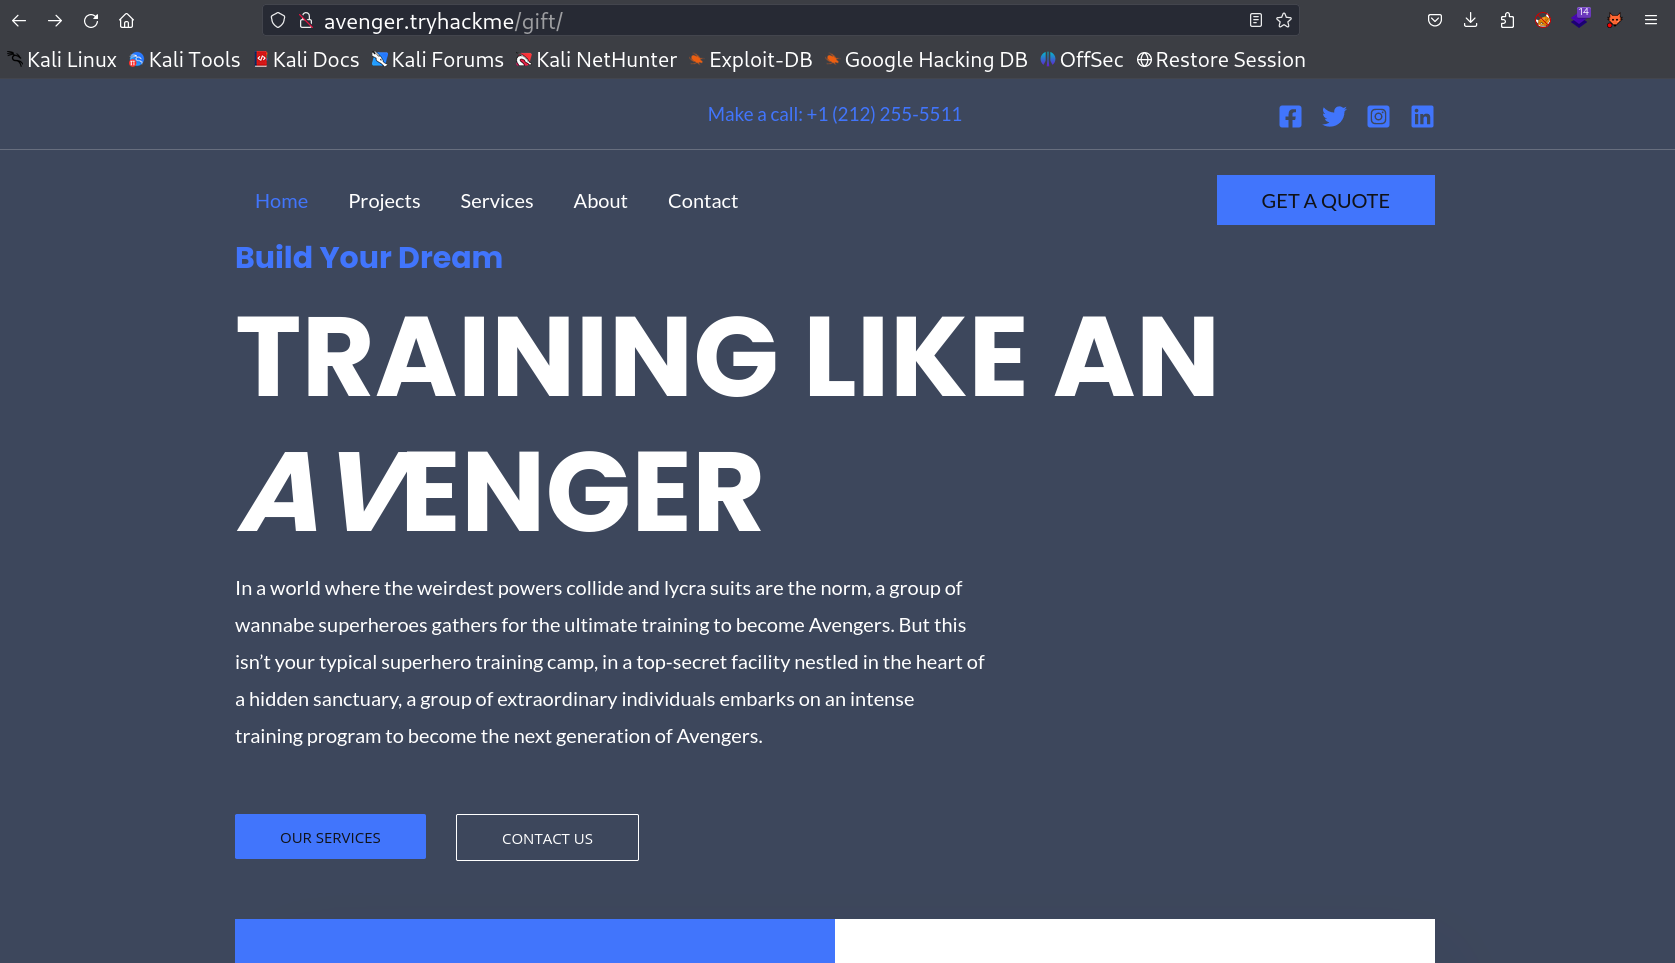 avenger.tryhackme/gift/
14
Kali Linux Kali Tools Kali Docs Kali Forums Kali NetHunter Exploit-DB Google Hacking DB OffSec Restore Session
Make a call: +1 (212) 255-5511
Home Projects Services About Contact
GET A QUOTE
Build Your Dream
TRAINING LIKE AN
AVENGER
In a world where the weirdest powers collide and lycra suits are the norm, a group of
wannabe superheroes gathers for the ultimate training to become Avengers. But this
isn’t your typical superhero training camp, in a top-secret facility nestled in the heart of
a hidden sanctuary, a group of extraordinary individuals embarks on an intense
training program to become the next generation of Avengers.
OUR SERVICES CONTACT US